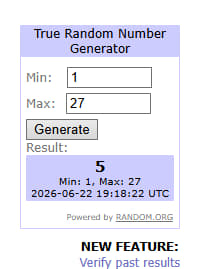 True Random Number
Generator
Min: 1
Max: 27
Generate
Result:
5
Min: 1, Max: 27
2026-06-22 19:18:22 UTC
Powered by RANDOM.ORG
NEW FEATURE:
Verify past results